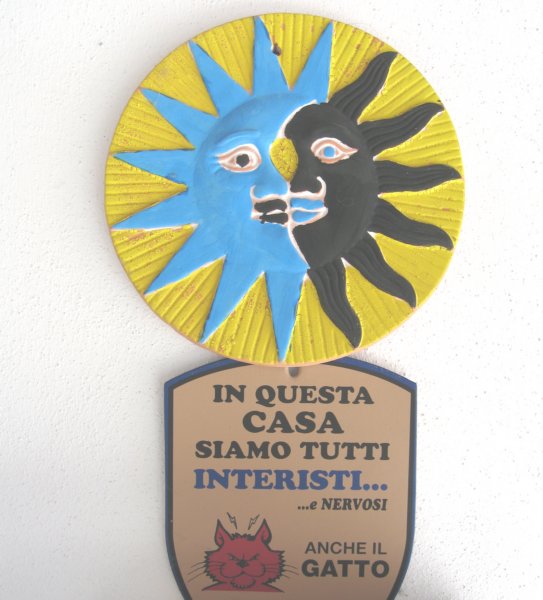 IN QUESTA
CASA
SIAMO TUTTI
INTERISTI...
...e NERVOSI
ANCHE IL
GATTO